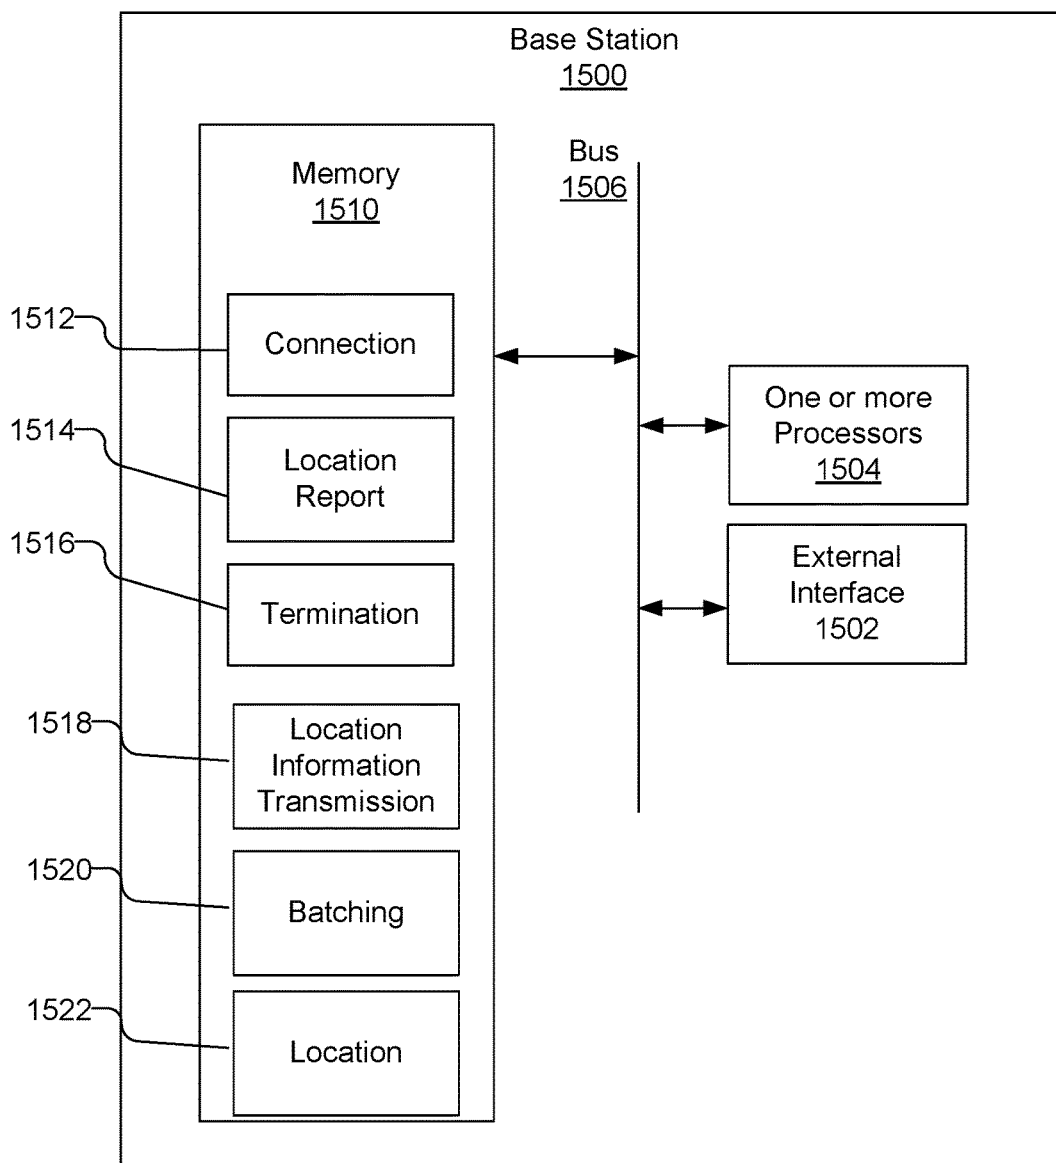 Base Station
1500
Bus
1506
Memory
1510
1512
Connection
1514
Location
Report
1516
Termination
1518
Location
Information
Transmission
1520
Batching
1522
Location
One or more
Processors
1504
External
Interface
1502